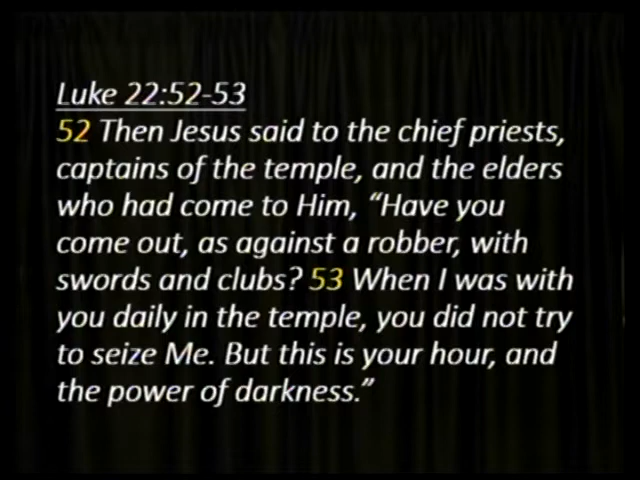 Luke 22:52-53
52 Then Jesus said to the chief priests,
captains of the temple, and the elders
who had come to Him, “Have you
come out, as against a robber, with
swords and clubs? 53 When I was with
you daily in the temple, you did not try
to seize Me. But this is your hour, and
the power of darkness.”